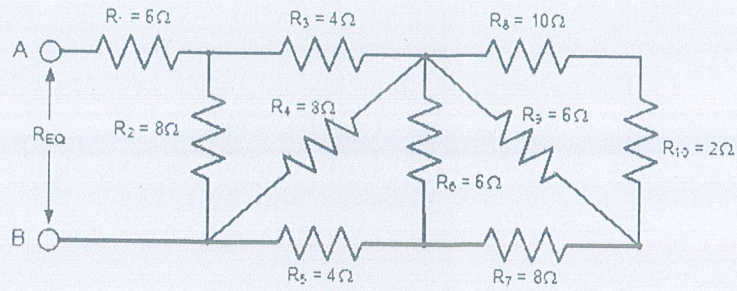 R₁ = 6Ω
R₃ = 4Ω
R₈ = 10Ω
A
R₂ = 8Ω
R₄ = 8Ω
R₉ = 6Ω
REQ
R₁₀ = 2Ω
R₆ = 6Ω
B
R₅ = 4Ω
R₇ = 8Ω